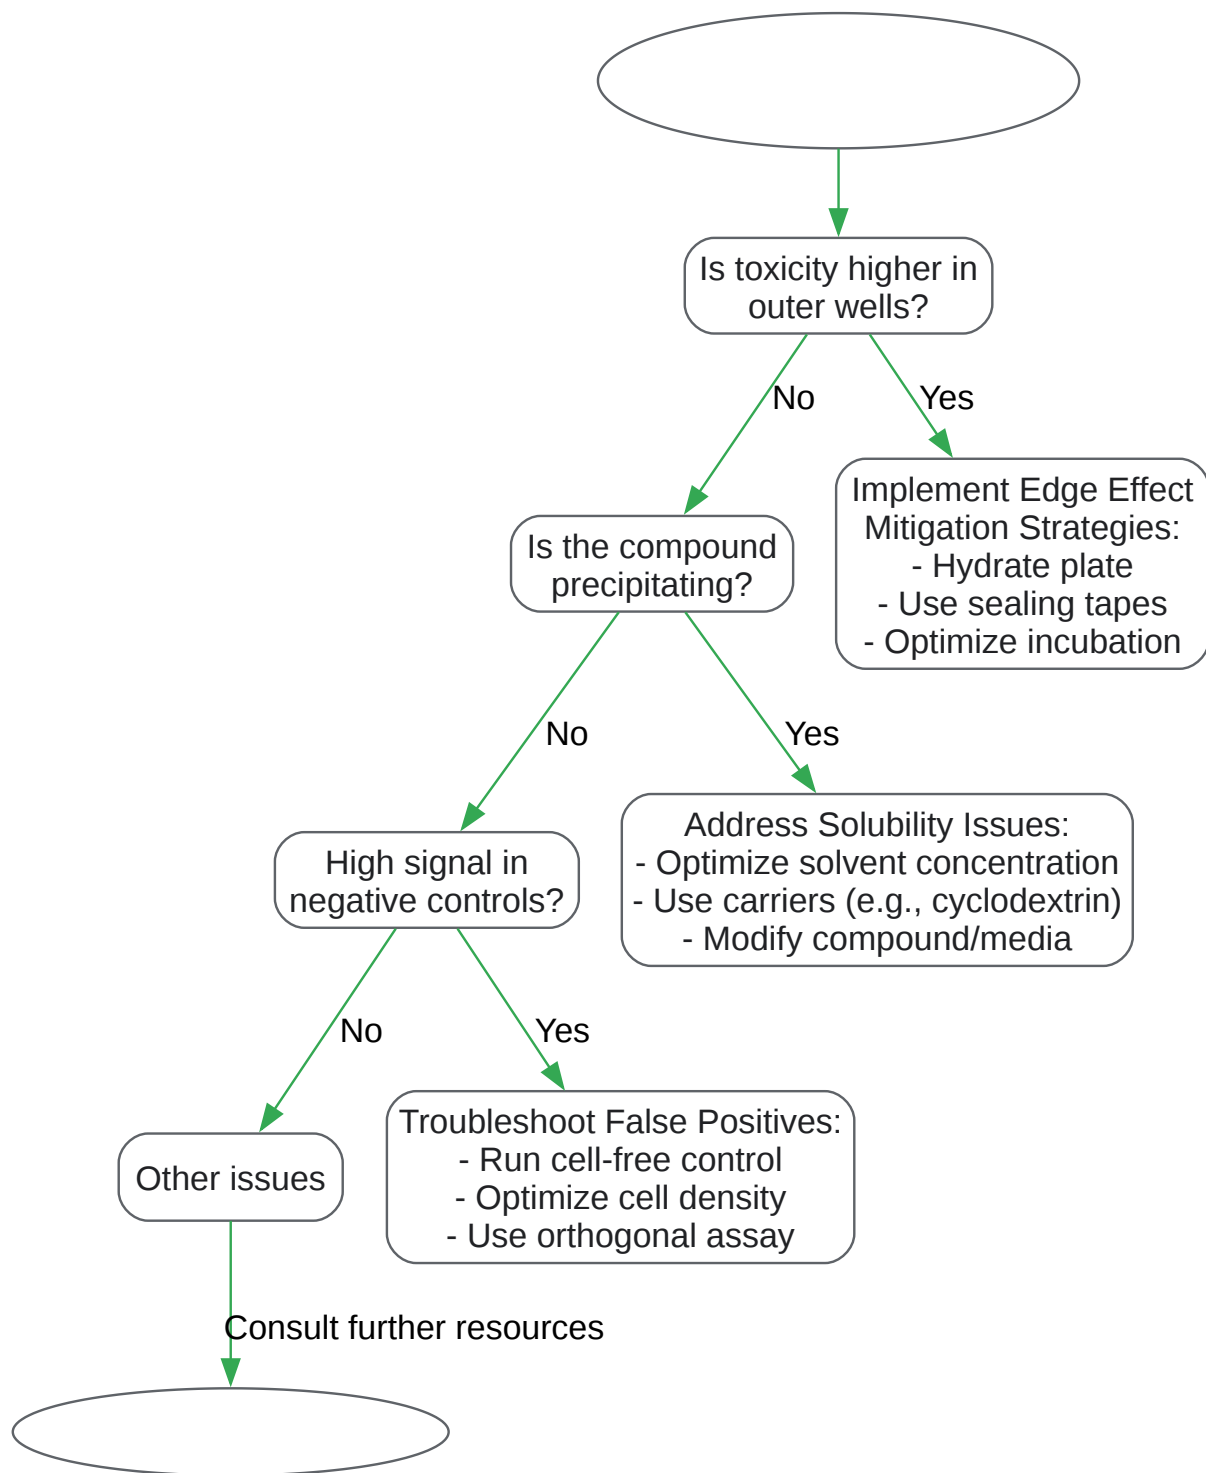 Is toxicity higher in
outer wells?
No
Yes
Implement Edge Effect
Mitigation Strategies:
- Hydrate plate
- Use sealing tapes
- Optimize incubation
Is the compound
precipitating?
No
Yes
Address Solubility Issues:
- Optimize solvent concentration
- Use carriers (e.g., cyclodextrin)
- Modify compound/media
High signal in
negative controls?
No
Yes
Troubleshoot False Positives:
- Run cell-free control
- Optimize cell density
- Use orthogonal assay
Other issues
Consult further resources